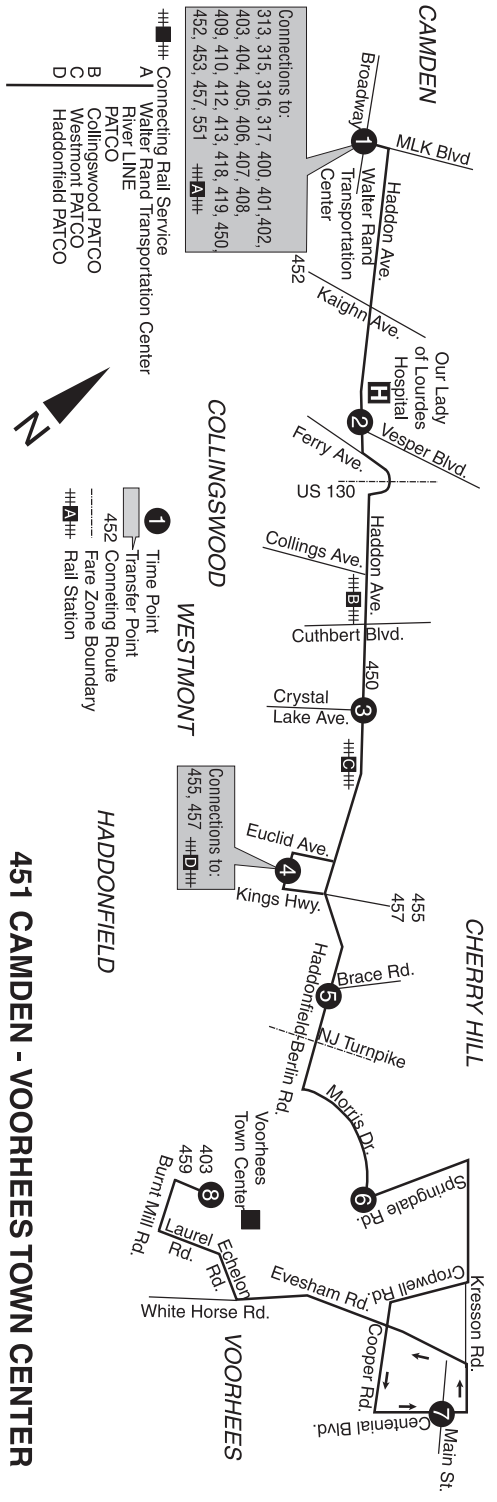 CAMDEN
Broadway
1
MLK Blvd
Walter Rand
Transportation
Center
Haddon Ave.
Connections to:
313, 315, 316, 317, 400, 401,402,
403, 404, 405, 406, 407, 408,
409, 410, 412, 413, 418, 419, 450,
452, 453, 457, 551 A
452
Kaighn Ave.
Our Lady
of Lourdes
Hospital
H
2
Vesper Blvd.
Ferry Ave.
US 130
COLLINGSWOOD
Haddon Ave.
Collings Ave.
B
Cuthbert Blvd.
450
WESTMONT
Crystal
Lake Ave.
3
C
Connections to:
455, 457 D
Euclid Ave.
4
Kings Hwy.
455
457
HADDONFIELD
CHERRY HILL
Brace Rd.
5
Haddonfield-Berlin Rd.
NJ Turnpike
Morris Dr.
6
Springdale Rd.
Cropwell Rd.
Kresson Rd.
Evesham Rd.
Cooper Rd.
7
Main St.
Centenial Blvd.
Voorhees
Town Center
403
459
8
Burnt Mill Rd.
Laurel
Rd.
Echelon
Rd.
White Horse Rd.
VOORHEES
Connecting Rail Service
A Walter Rand Transportation Center
River LINE
PATCO
B Collingswood PATCO
C Westmont PATCO
D Haddonfield PATCO
N
1 Time Point
Transfer Point
452 Conneting Route
Fare Zone Boundary
A Rail Station
451 CAMDEN - VOORHEES TOWN CENTER